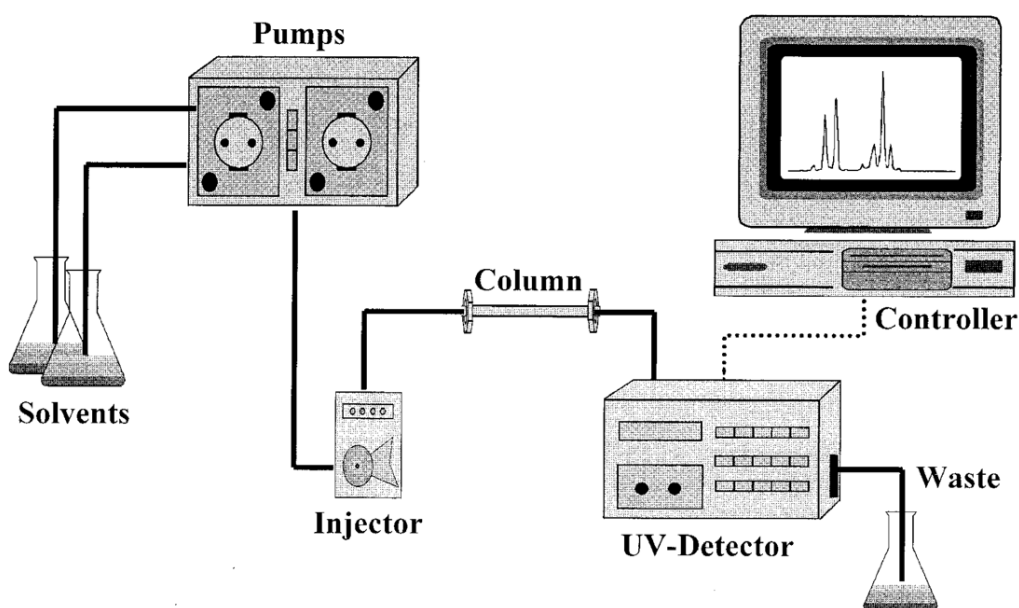 Pumps
Column
Controller
Solvents
Injector
Waste
UV-Detector